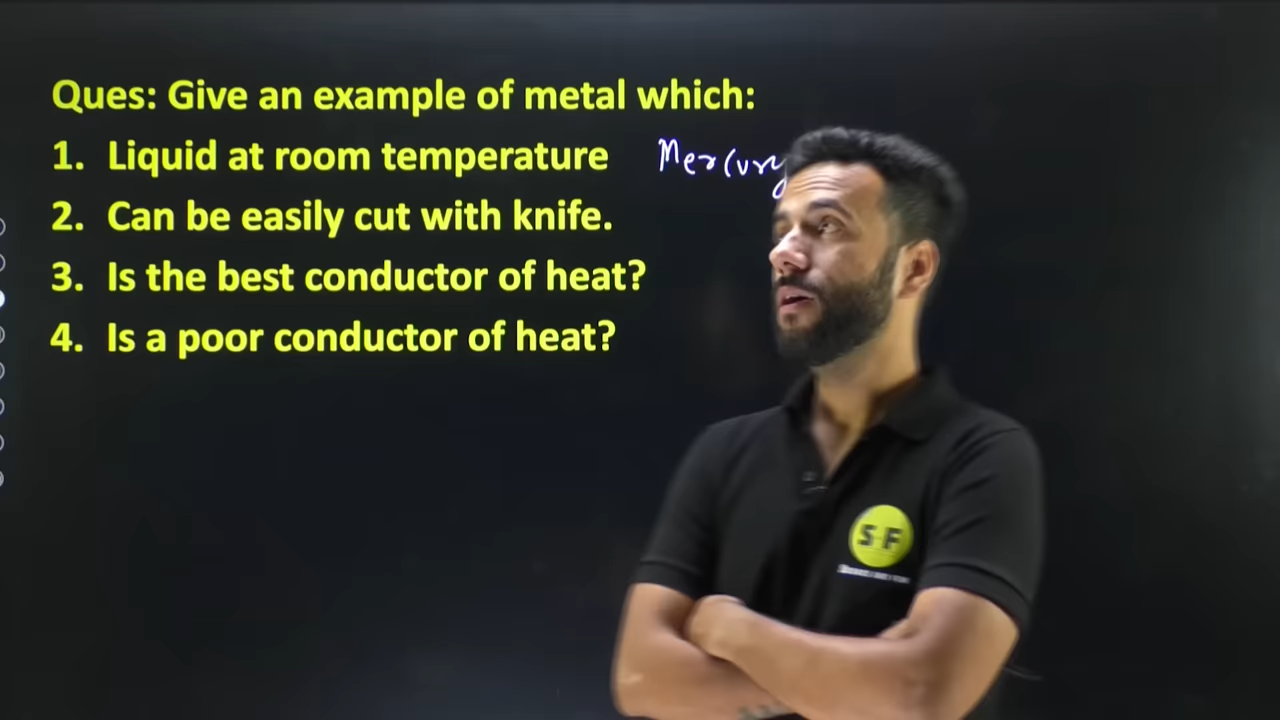 Ques: Give an example of metal which:
1. Liquid at room temperature Mercury
2. Can be easily cut with knife.
3. Is the best conductor of heat?
4. Is a poor conductor of heat?
SF